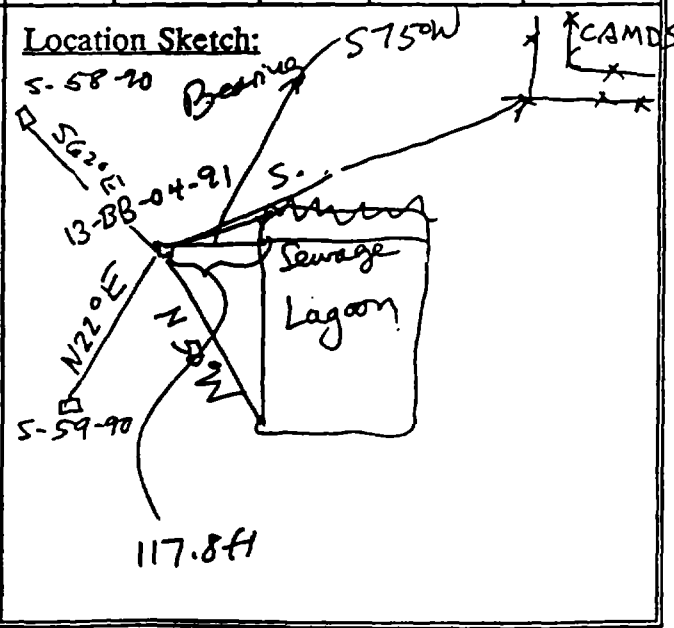 Location Sketch:
S-58-90
Bearing
S75°W
CAMDS
S62°E
13-BB-04-91
S.
Sewage
Lagoon
N22°E
N 50°W
S-59-90
117.8ft